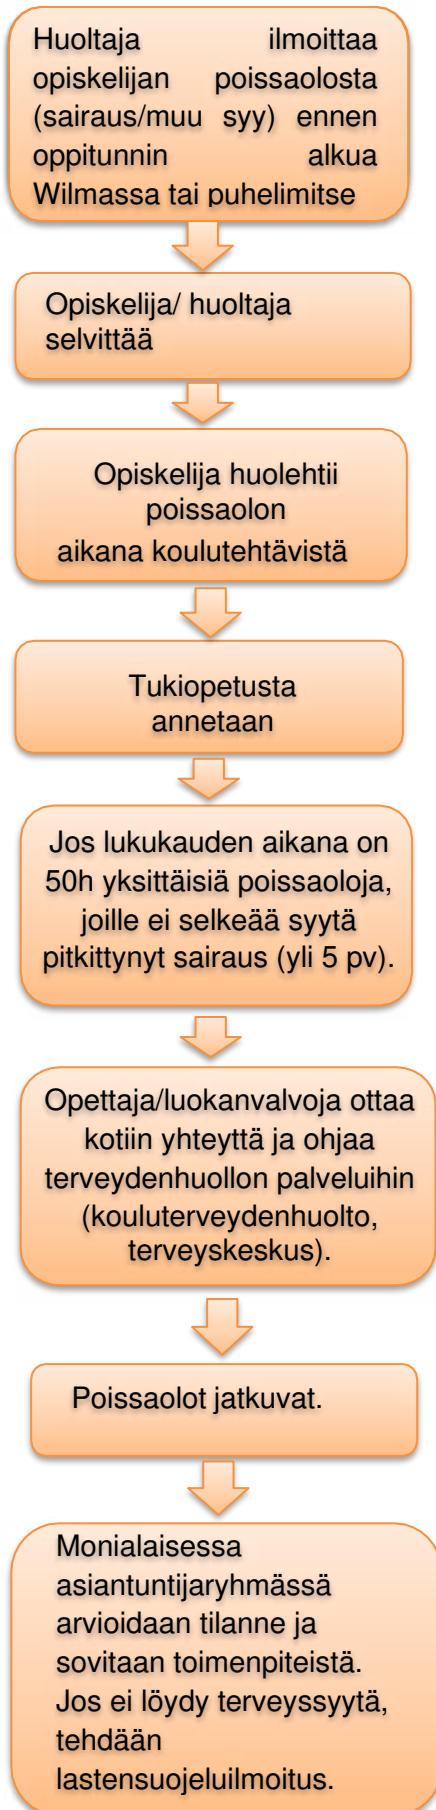 Huoltaja ilmoittaa
opiskelijan poissaolosta
(sairaus/muu syy) ennen
oppitunnin alkua
Wilmassa tai puhelimitse
Opiskelija/ huoltaja
selvittää
Opiskelija huolehtii
poissaolon
aikana koulutehtävistä
Tukiopetusta
annetaan
Jos lukukauden aikana on
50h yksittäisiä poissaoloja,
joille ei selkeää syytä
pitkittynyt sairaus (yli 5 pv).
Opettaja/luokanvalvoja ottaa
kotiin yhteyttä ja ohjaa
terveydenhuollon palveluihin
(kouluterveydenhuolto,
terveyskeskus).
Poissaolot jatkuvat.
Monialaisessa
asiantuntijaryhmässä
arvioidaan tilanne ja
sovitaan toimenpiteistä.
Jos ei löydy terveyssyytä,
tehdään
lastensuojeluilmoitus.